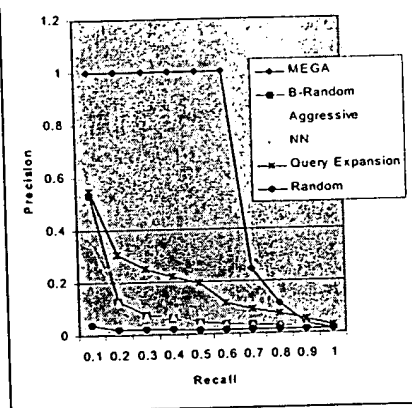 1.2
1
0.8
0.6
0.4
0.2
0
Precision
0.1 0.2 0.3 0.4 0.5 0.6 0.7 0.8 0.9 1
Recall
MEGA
B-Random
Aggressive
NN
Query Expansion
Random